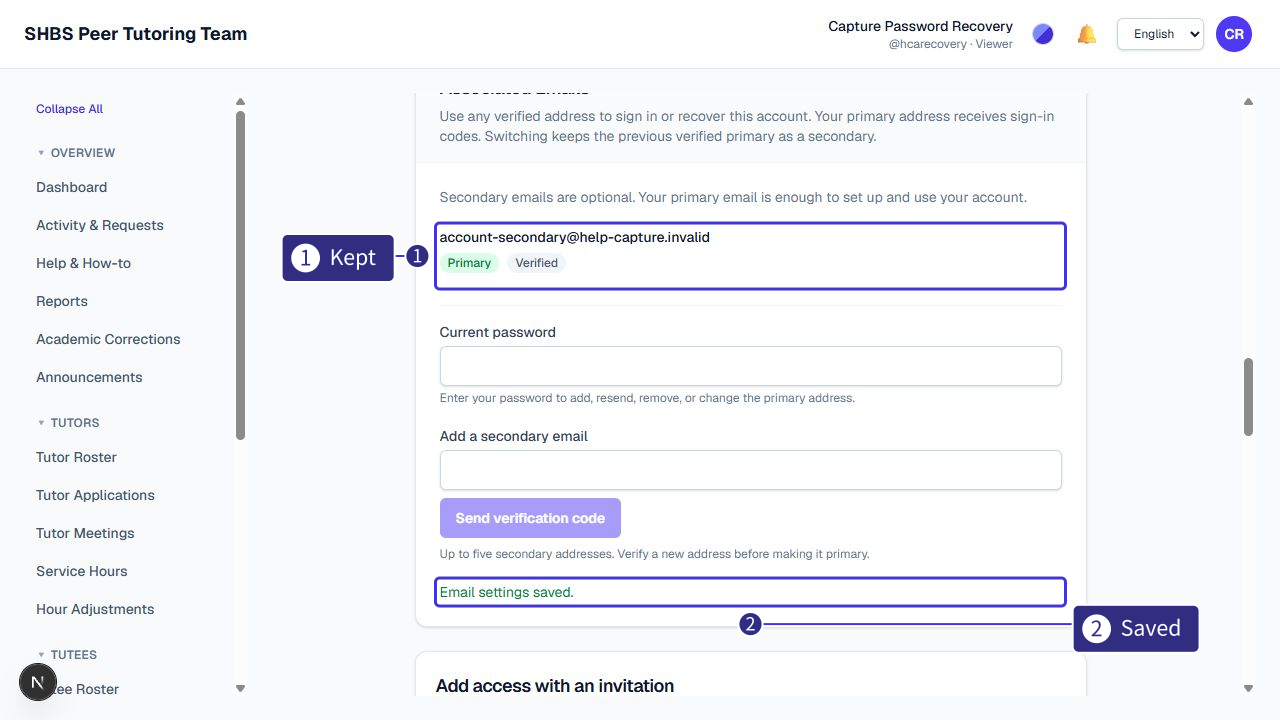 SHBS Peer Tutoring Team
Capture Password Recovery
@hcarecovery · Viewer
English
CR
Collapse All
OVERVIEW
Dashboard
Activity & Requests
Help & How-to
Reports
Academic Corrections
Announcements
TUTORS
Tutor Roster
Tutor Applications
Tutor Meetings
Service Hours
Hour Adjustments
TUTEES
N
Roster
Use any verified address to sign in or recover this account. Your primary address receives sign-in
codes. Switching keeps the previous verified primary as a secondary.
Secondary emails are optional. Your primary email is enough to set up and use your account.
1 Kept
1
account-secondary@help-capture.invalid
Primary
Verified
Current password
Enter your password to add, resend, remove, or change the primary address.
Add a secondary email
Send verification code
Up to five secondary addresses. Verify a new address before making it primary.
Email settings saved.
2
2 Saved
Add access with an invitation